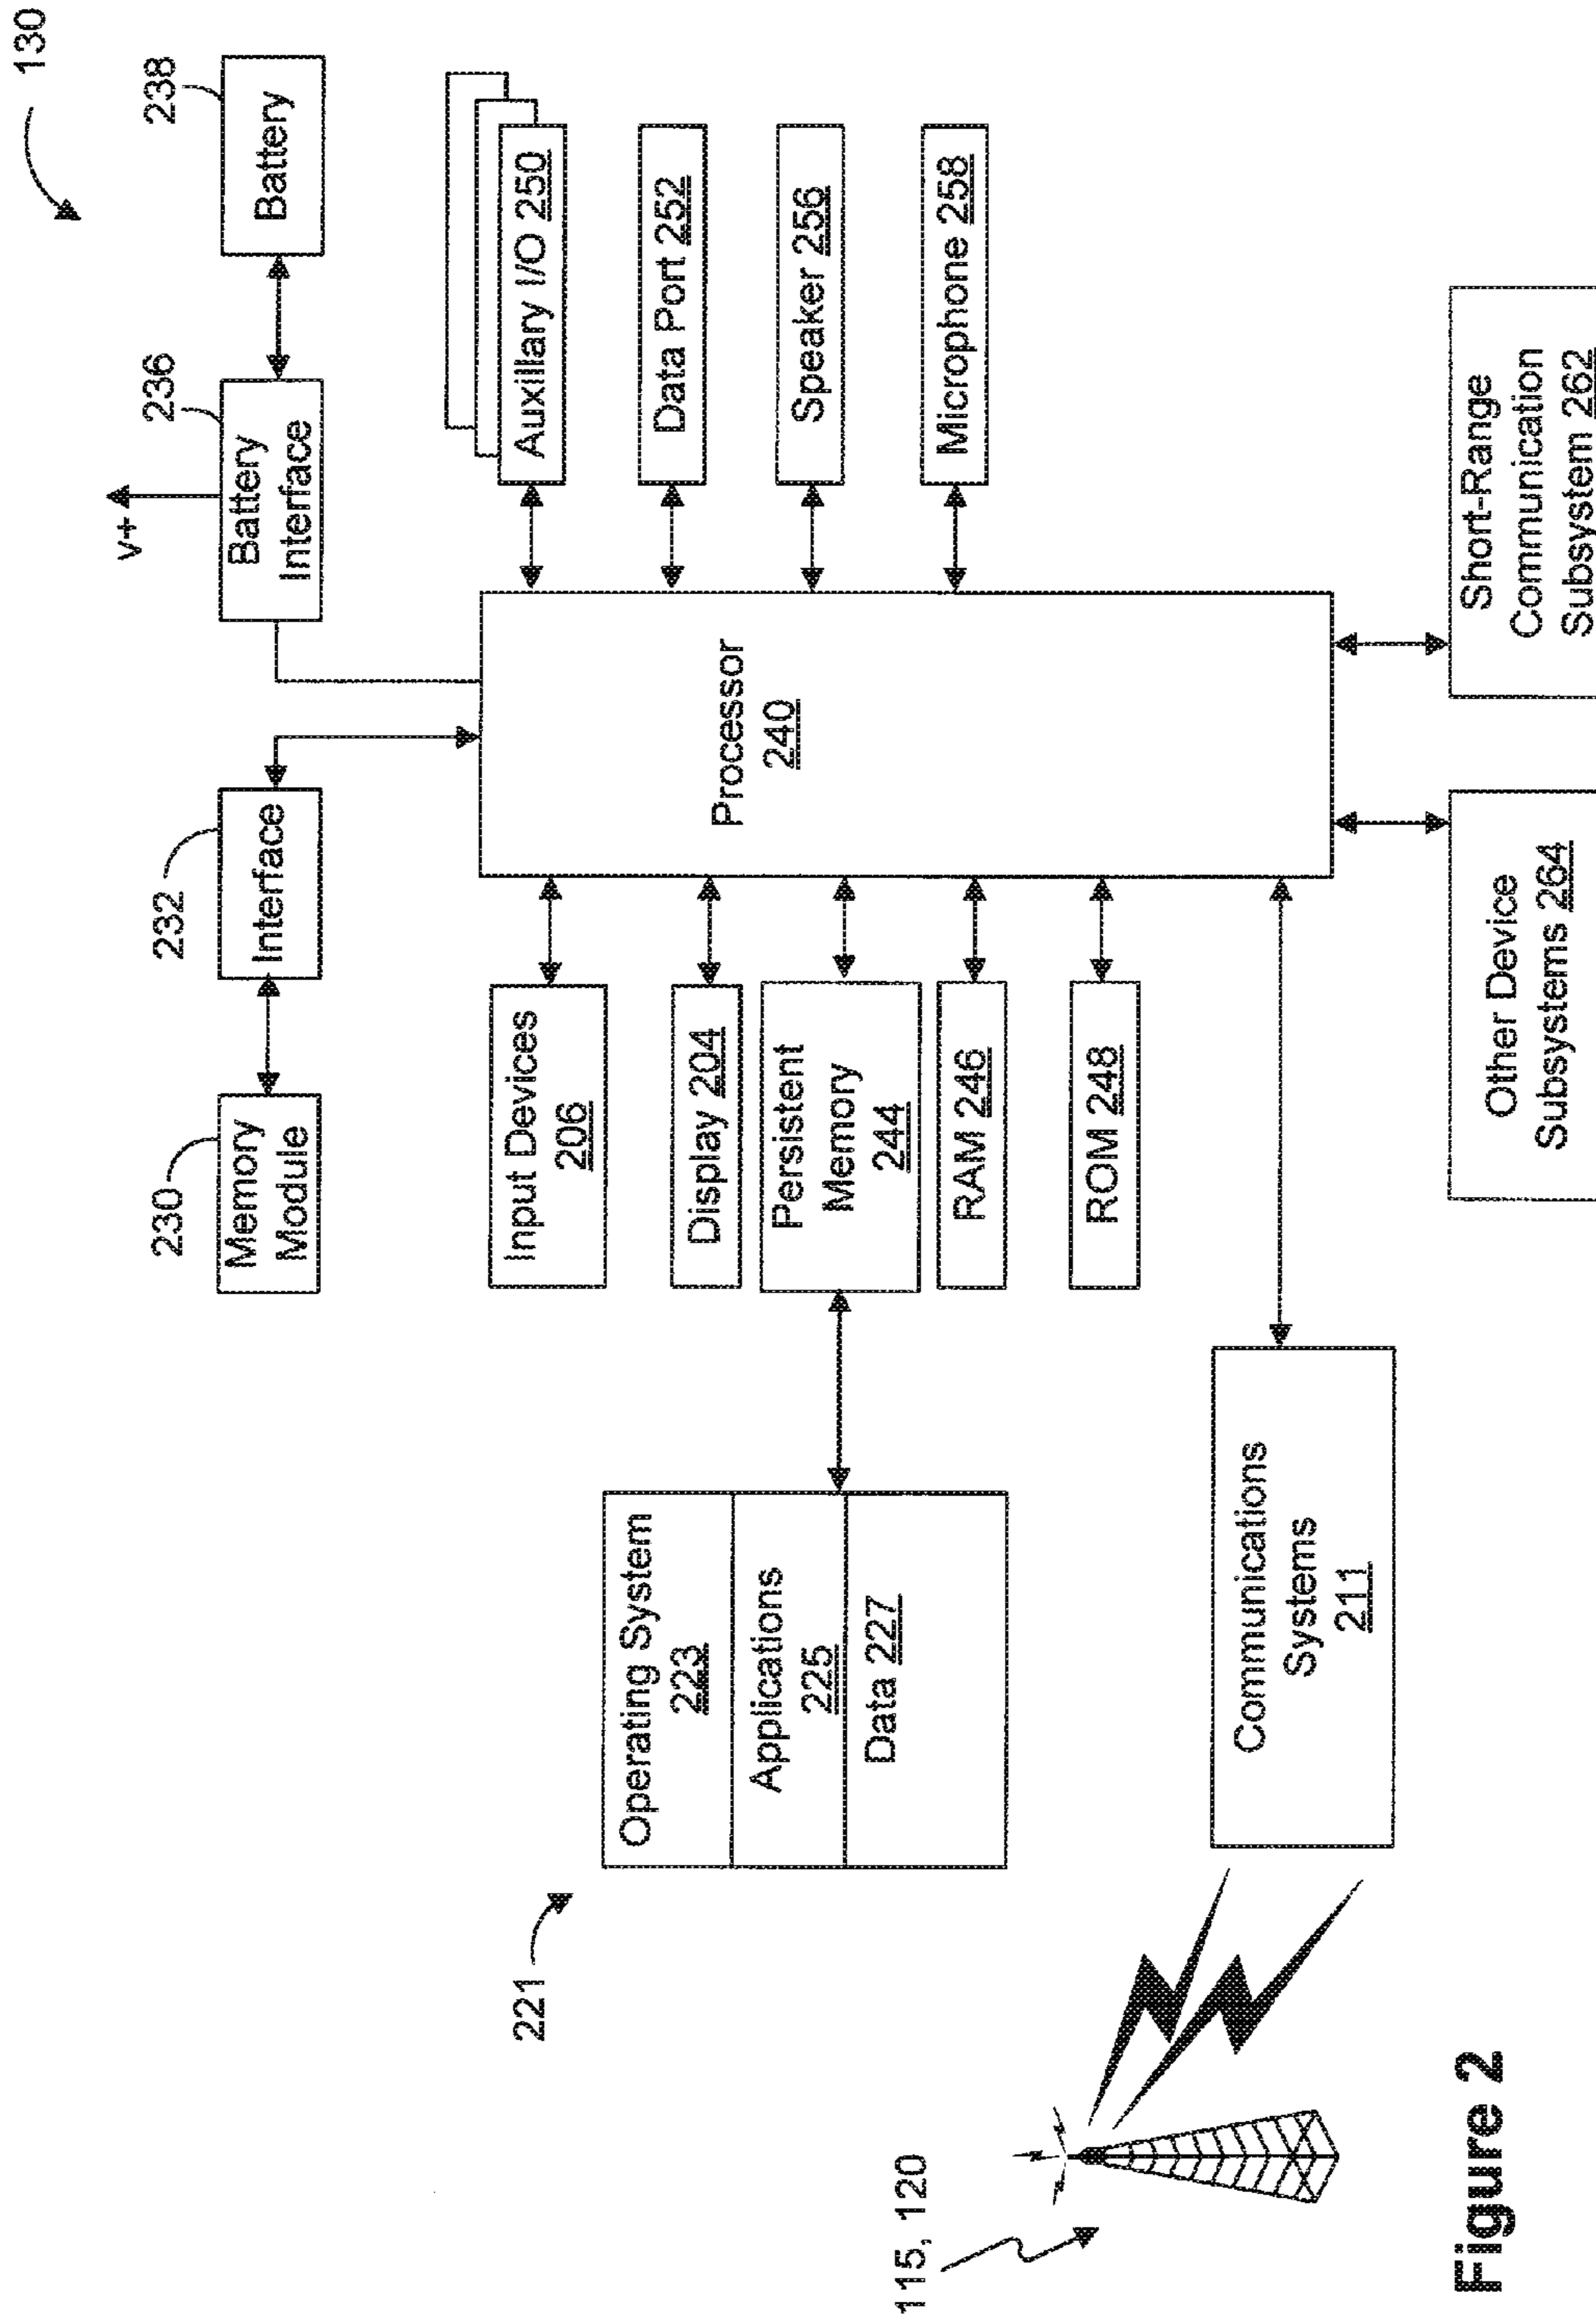 130
v+
230
Memory
Module
232
Interface
236
Battery
Interface
238
Battery
Input Devices
206
Display 204
Persistent
Memory
244
RAM 246
ROM 248
Processor
240
Auxillary I/O 250
Data Port 252
Speaker 256
Microphone 258
221
Operating System
223
Applications
225
Data 227
Communications
Systems
211
115, 120
Other Device
Subsystems 264
Short-Range
Communication
Subsystem 262
Figure 2